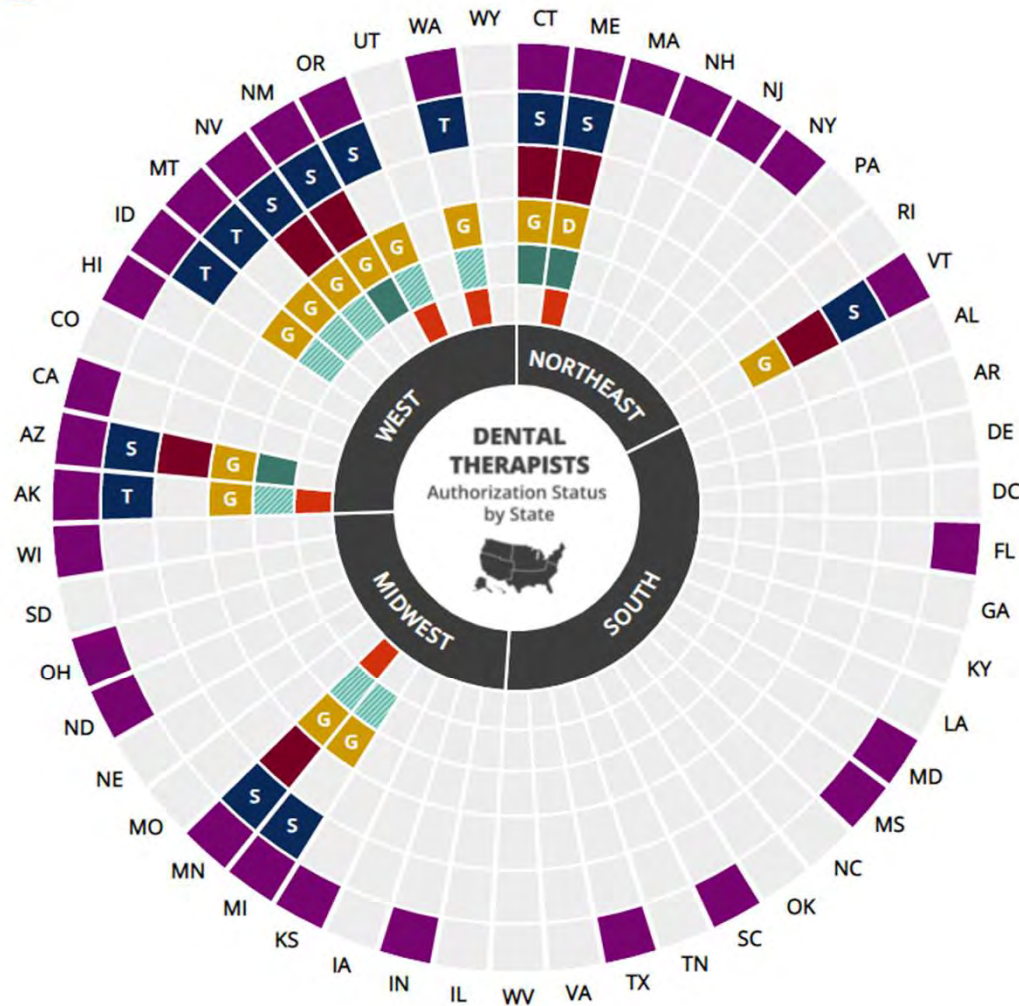 CT
ME
MA
NH
NJ
NY
PA
RI
VT
AL
AR
DE
DC
FL
GA
KY
LA
MD
MS
NC
OK
SC
TN
TX
VA
WV
IL
IN
IA
KS
MI
MN
MO
NE
ND
OH
SD
WI
AK
AZ
CA
CO
HI
ID
MT
NV
NM
OR
UT
WA
WY
S
S
G
D
S
G
S
S
G
G
T
G
S
G
T
T
S
S
S
G
G
G
G
G
T
G
NORTHEAST
SOUTH
MIDWEST
WEST
DENTAL
THERAPISTS
Authorization Status
by State